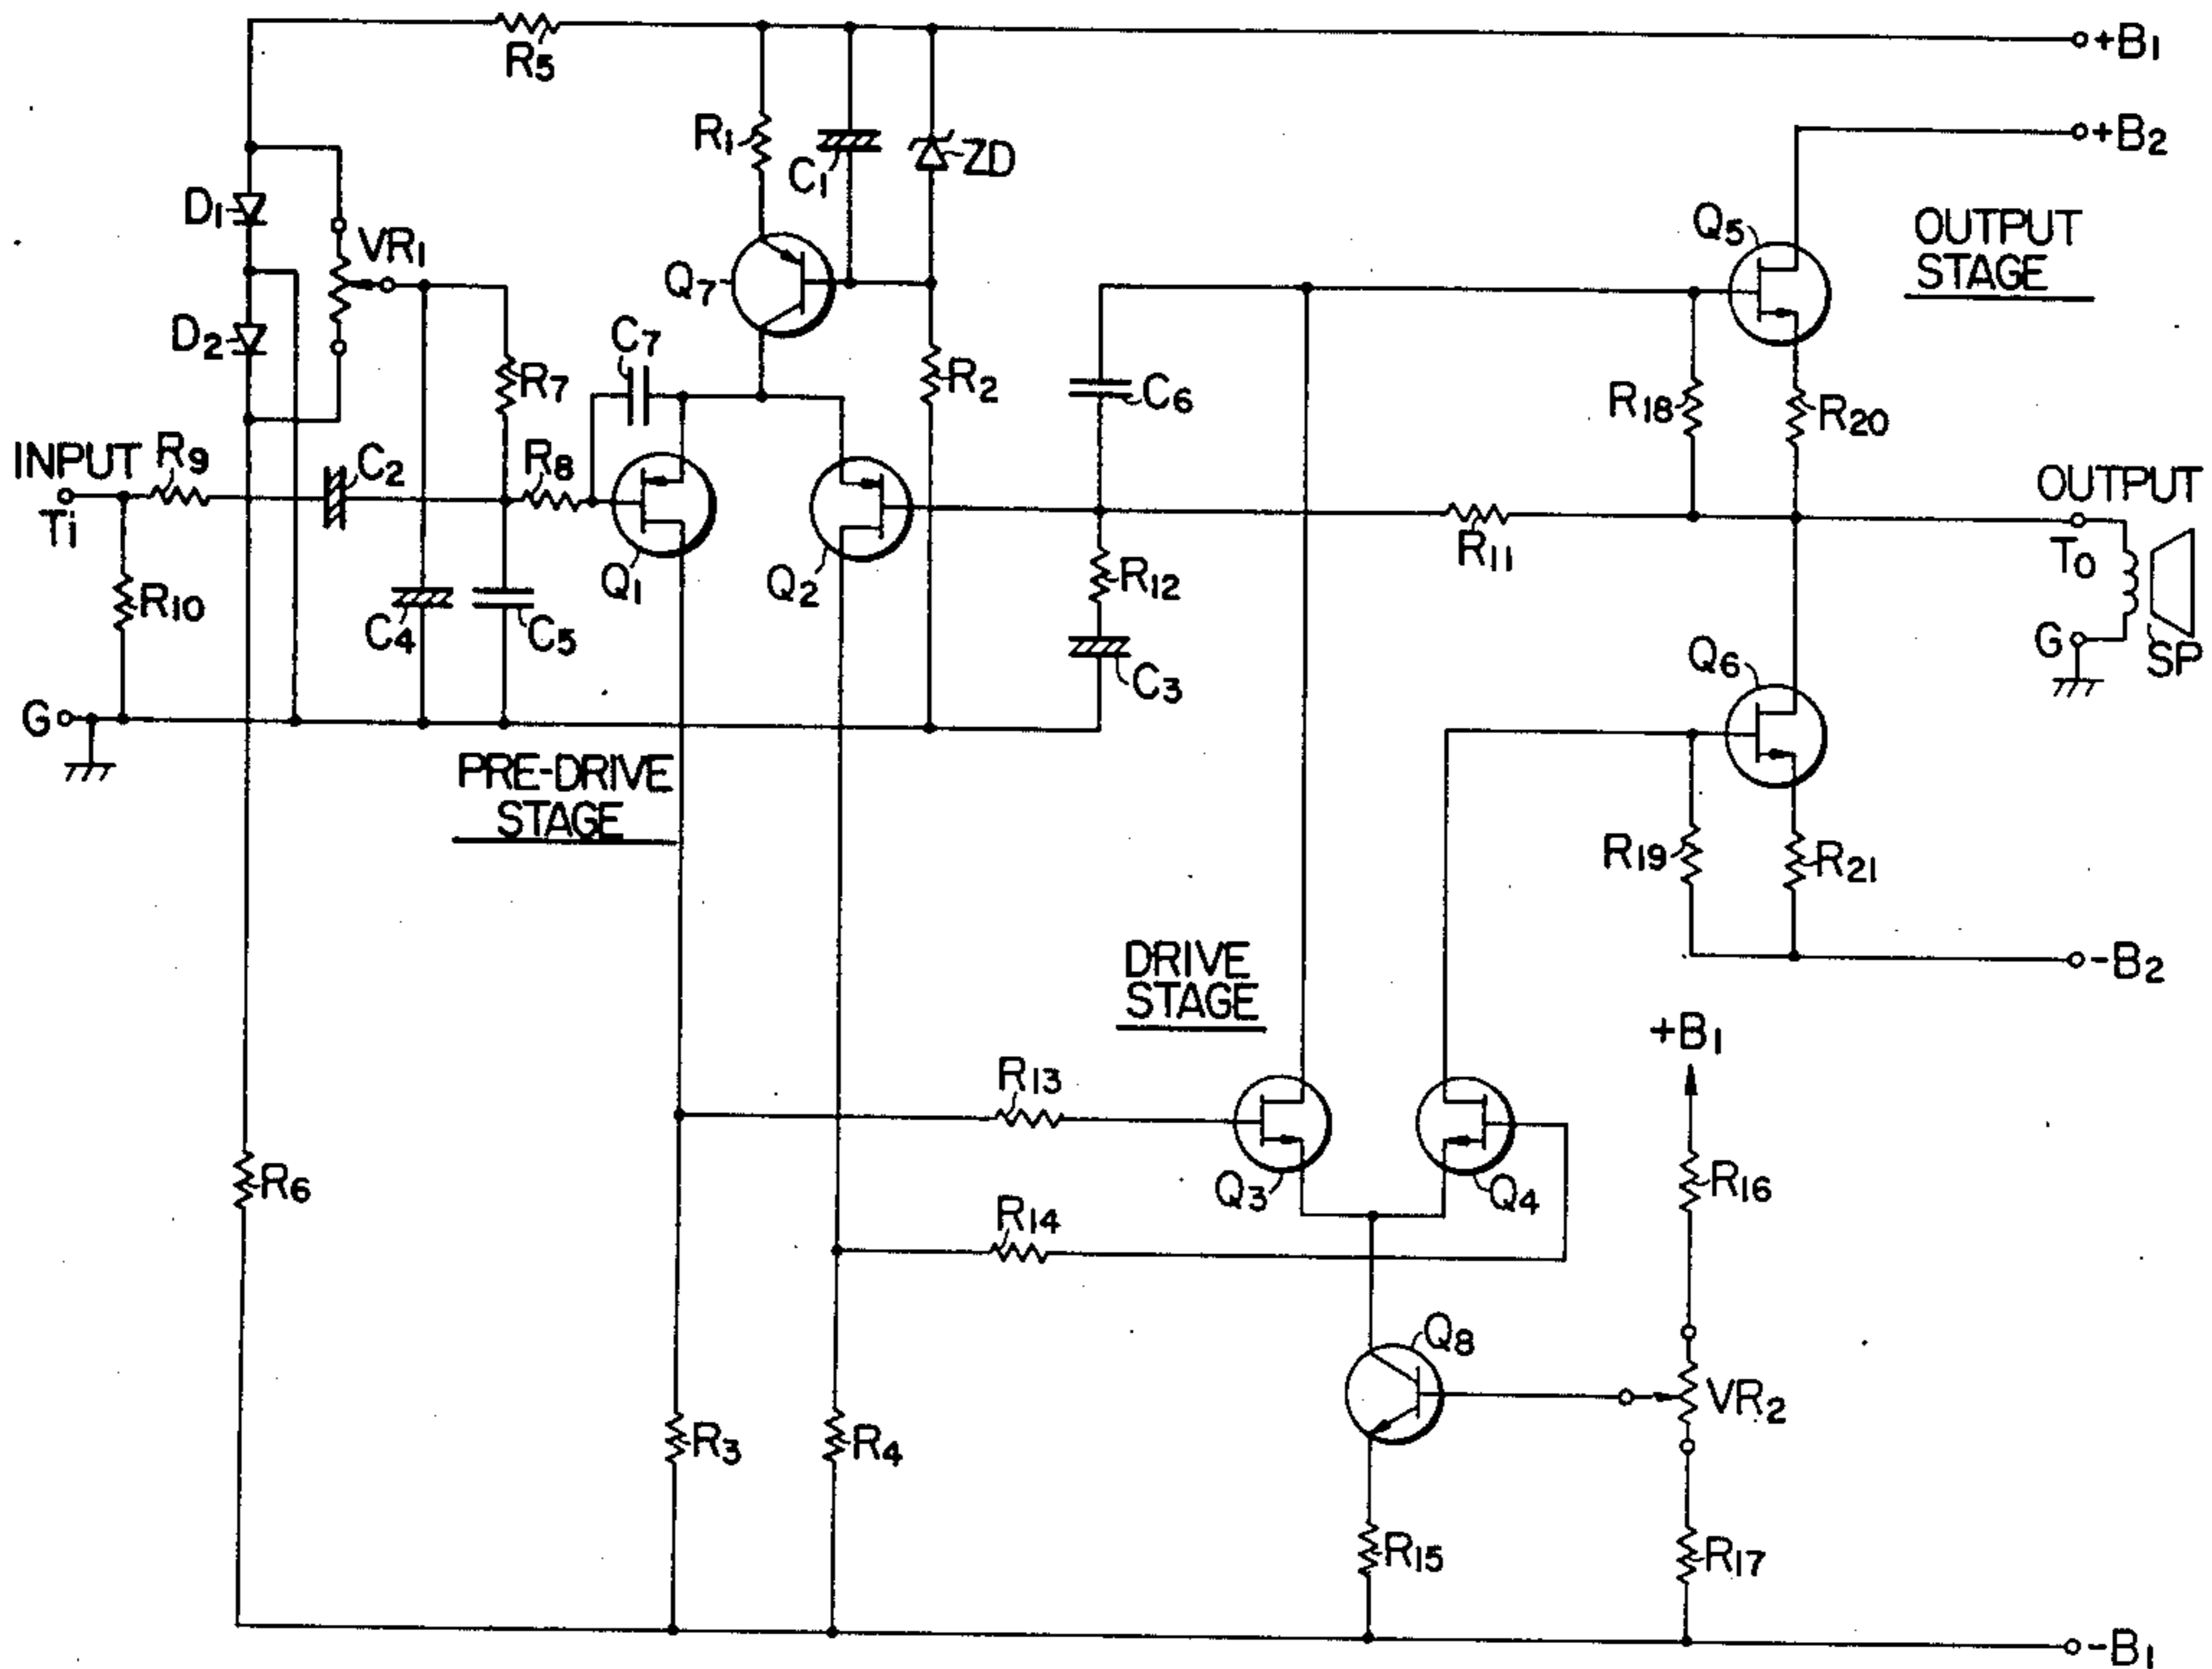 +B1
R5
+B2
R1
C1
ZD
D1
VR1
Q5
OUTPUT
STAGE
Q7
D2
C7
R7
R2
C6
R18
R20
INPUT
R9
C2
R8
OUTPUT
Ti
R11
TO
R10
Q1
Q2
R12
C4
C5
G
SP
C3
Q6
G
PRE-DRIVE
STAGE
R19
R21
DRIVE
STAGE
-B2
+B1
R13
R6
Q3
Q4
R16
R14
Q8
VR2
R3
R4
R15
R17
-B1